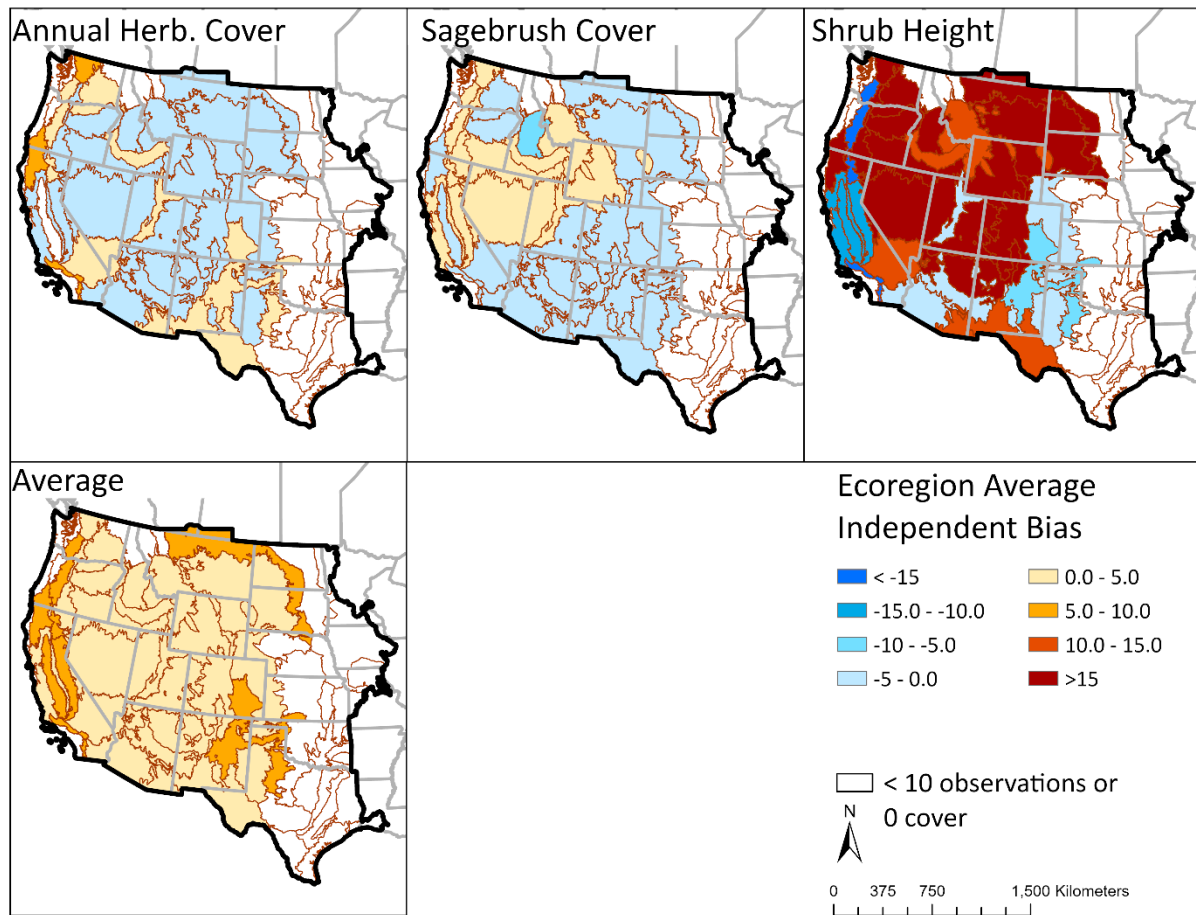 Annual Herb. Cover
Sagebrush Cover
Shrub Height
Average
Ecoregion Average
Independent Bias
< -15
0.0 - 5.0
-15.0 - -10.0
5.0 - 10.0
-10 - -5.0
10.0 - 15.0
-5 - 0.0
>15
< 10 observations or
0 cover
N
0 375 750 1,500 Kilometers